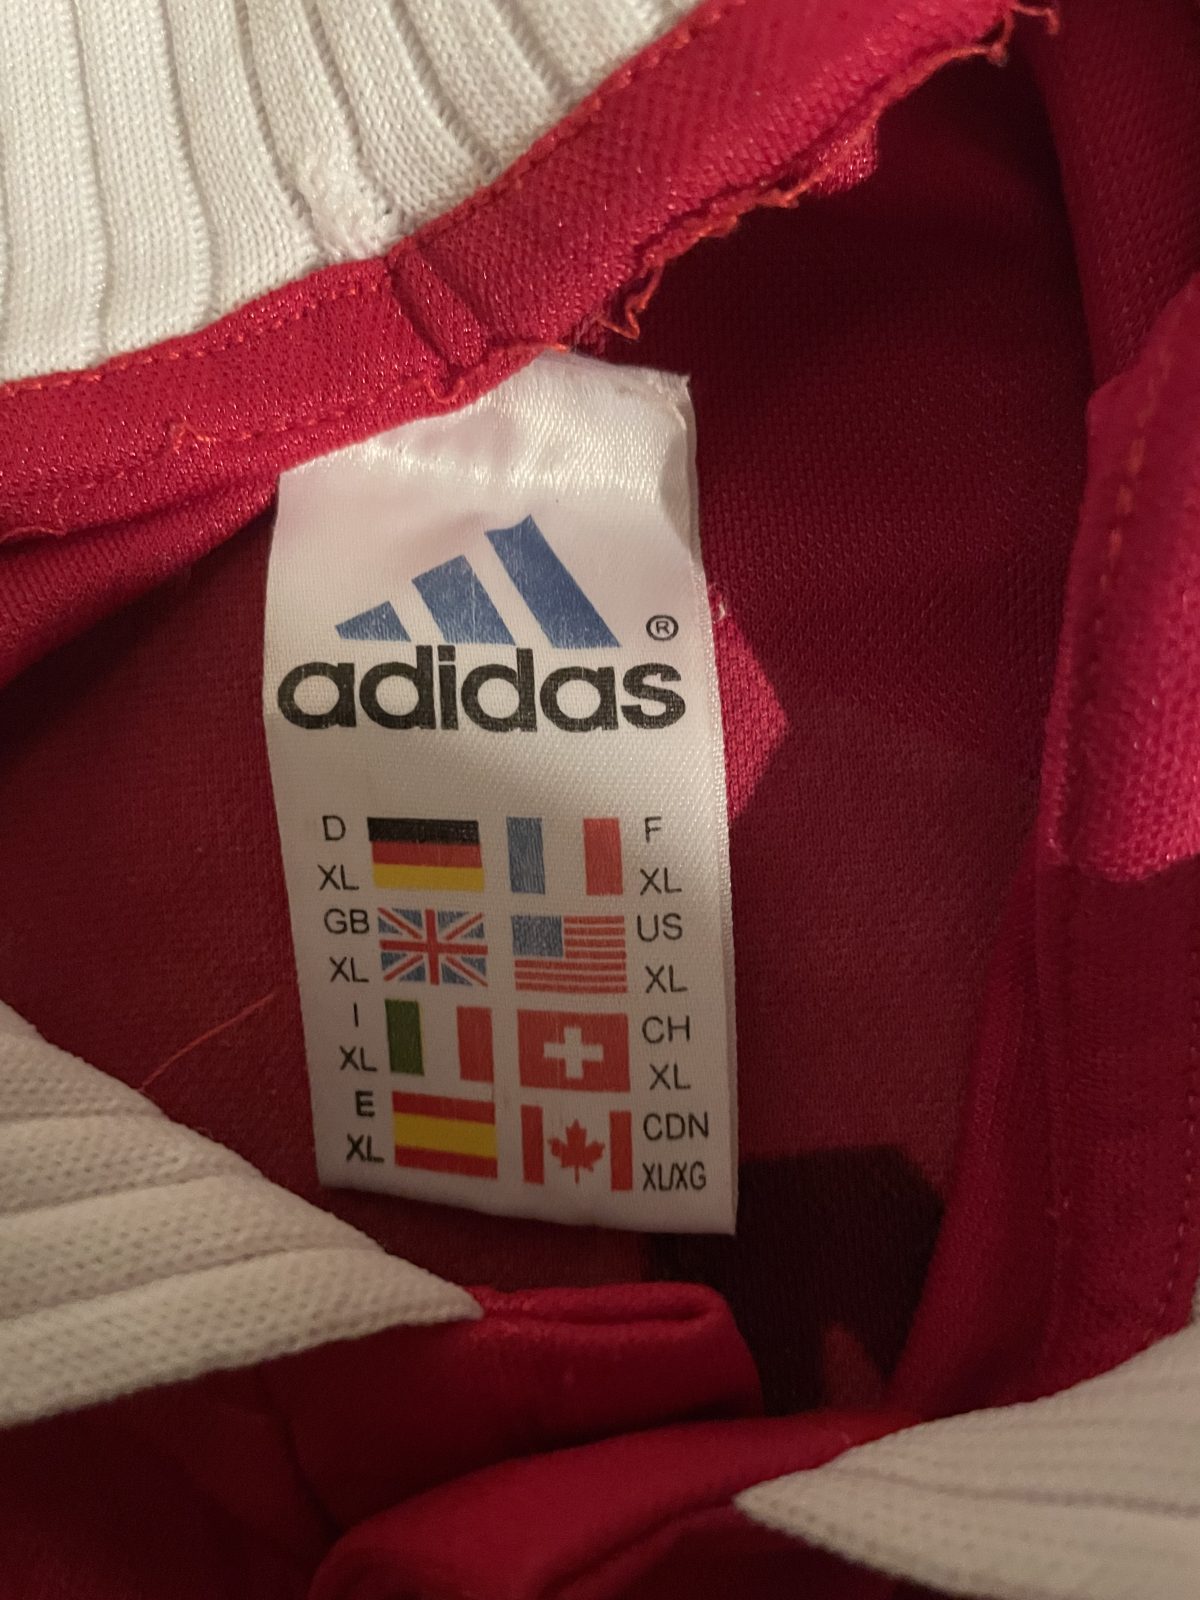 ®
adidas
D F
XL XL
GB US
XL XL
I CH
XL XL
E CDN
XL XL/XG